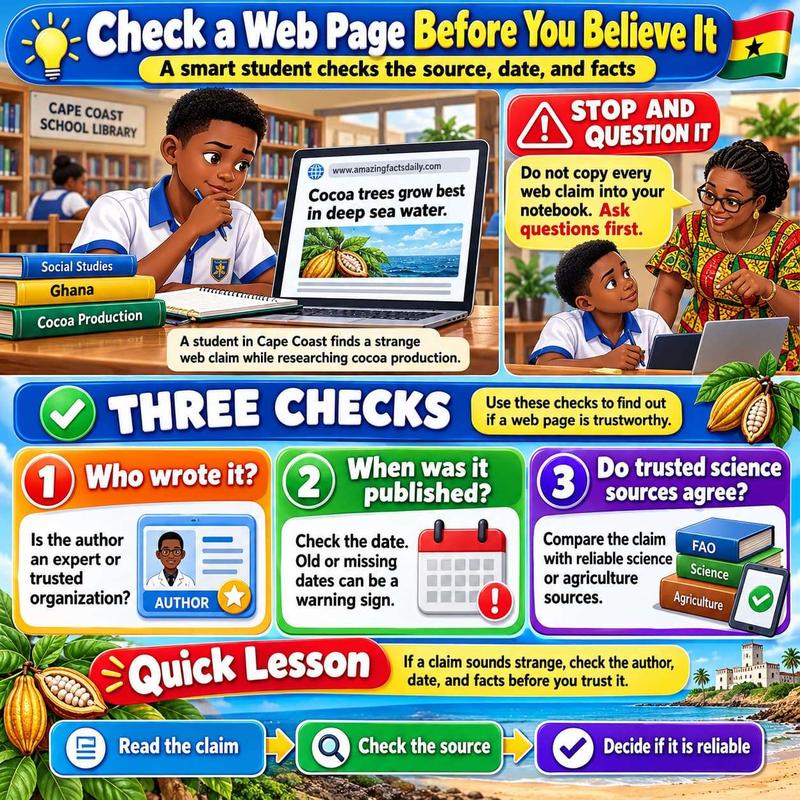 Check a Web Page Before You Believe It
A smart student checks the source, date, and facts
CAPE COAST
SCHOOL LIBRARY
www.amazingfactsdaily.com
Cocoa trees grow best
in deep sea water.
Social Studies
Ghana
Cocoa Production
A student in Cape Coast finds a strange
web claim while researching cocoa production.
STOP AND
QUESTION IT
Do not copy every
web claim into your
notebook. Ask
questions first.
THREE CHECKS
Use these checks to find out
if a web page is trustworthy.
1 Who wrote it?
Is the author
an expert or
trusted
organization?
AUTHOR
2 When was it
published?
Check the date.
Old or missing
dates can be a
warning sign.
3 Do trusted science
sources agree?
Compare the claim
with reliable science
or agriculture
sources.
FAO
Science
Agriculture
Quick Lesson
If a claim sounds strange, check the author,
date, and facts before you trust it.
Read the claim
Check the source
Decide if it is reliable